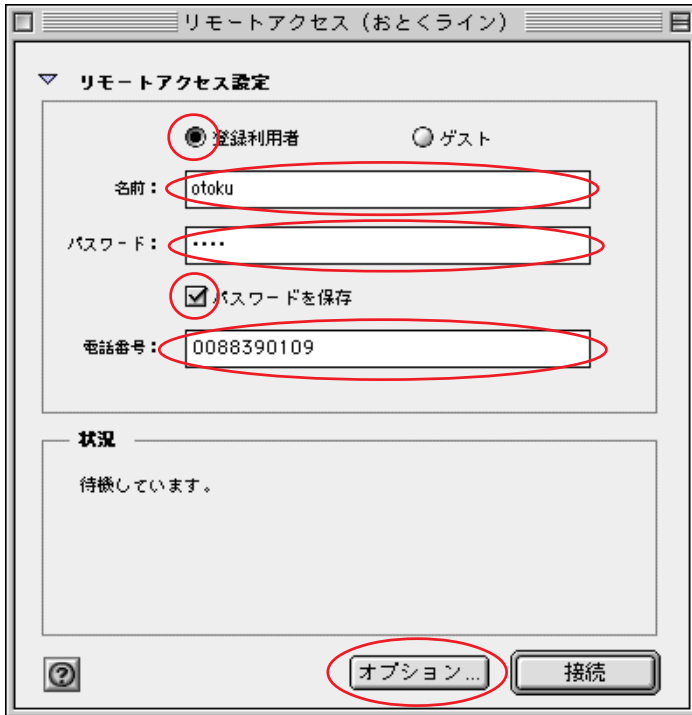 リモートアクセス（おとくライン）
リモートアクセス設定
登録利用者 ゲスト
名前： otoku
パスワード： ････
パスワードを保存
電話番号： 0088390109
状況
待機しています。
? オプション... 接続